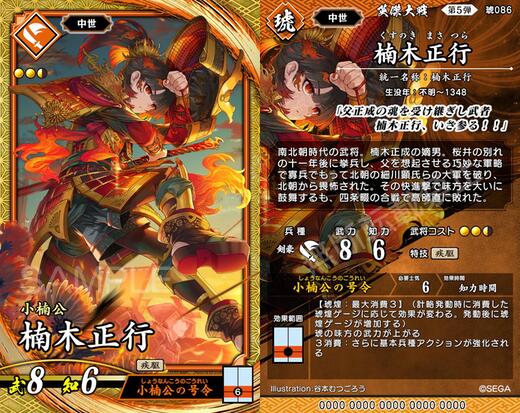 中世
SAMPLE
小楠公
楠木正行
疾駆
武8 知6
しょうなんこうのごうれい
小楠公の号令
6
琥
中世
英傑大戦
第5弾
琥086
くすのき まさ つら
楠木正行
統一名称:楠木正行
生没年:不明～1348
「父正成の魂を受け継ぎし武者
楠木正行、いざ参る!!」
南北朝時代の武将。楠木正成の嫡男。桜井の別れ
の十一年後に挙兵し、父を想起させる巧妙な軍略
で寡兵でもって北朝の細川顕氏らの大軍を破り、
北朝から畏怖された。その快進撃で味方を大いに
鼓舞するも、四条畷の合戦で高師直に敗れた。
兵種 武力 知力 武将コスト
剣豪 8 6 特技 疾駆
しょうなんこうのごうれい
小楠公の号令
必要士気
6
効果時間
知力時間
効果範囲
【琥煌:最大消費3】(計略発動時に消費した
琥煌ゲージに応じて効果が変わる。発動後に琥
煌ゲージが増加する)
琥の味方の武力が上がる
3消費:さらに基本兵種アクションが強化され
る
Illustration:谷本むつごろう
©SEGA
0000 0000 0000 0000 0000